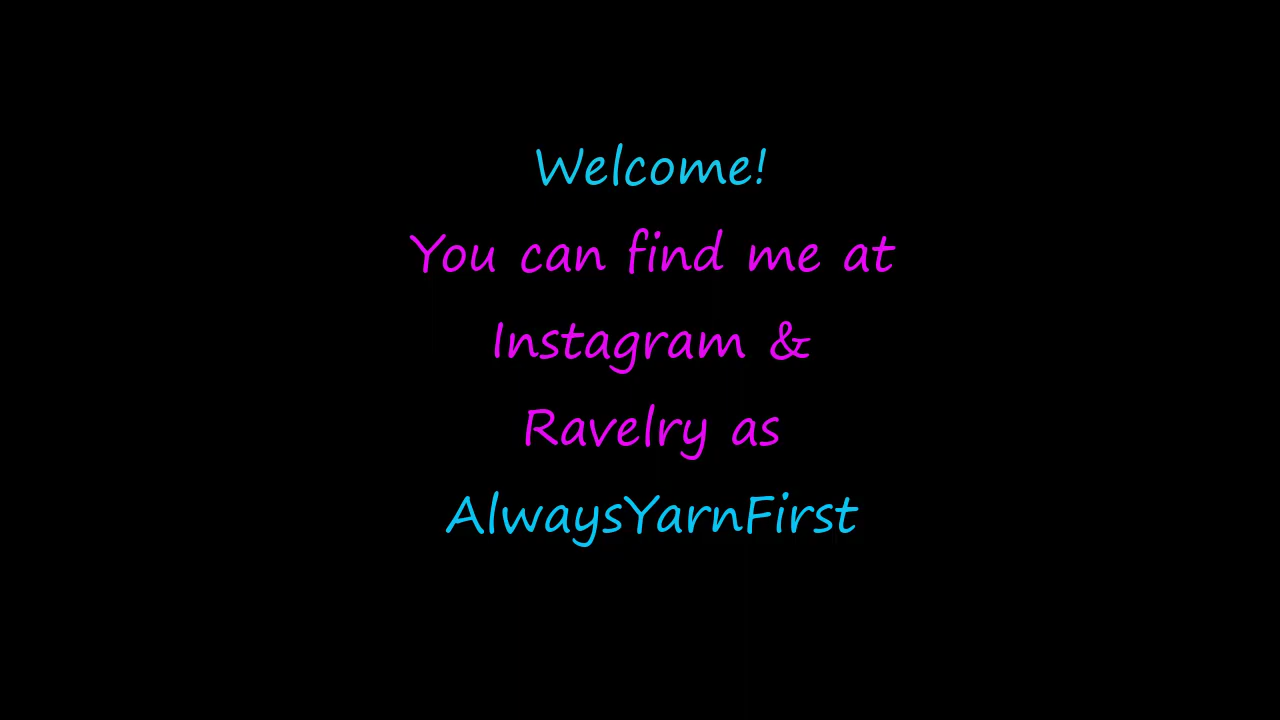 Welcome!
You can find me at
Instagram &
Ravelry as
AlwaysYarnFirst